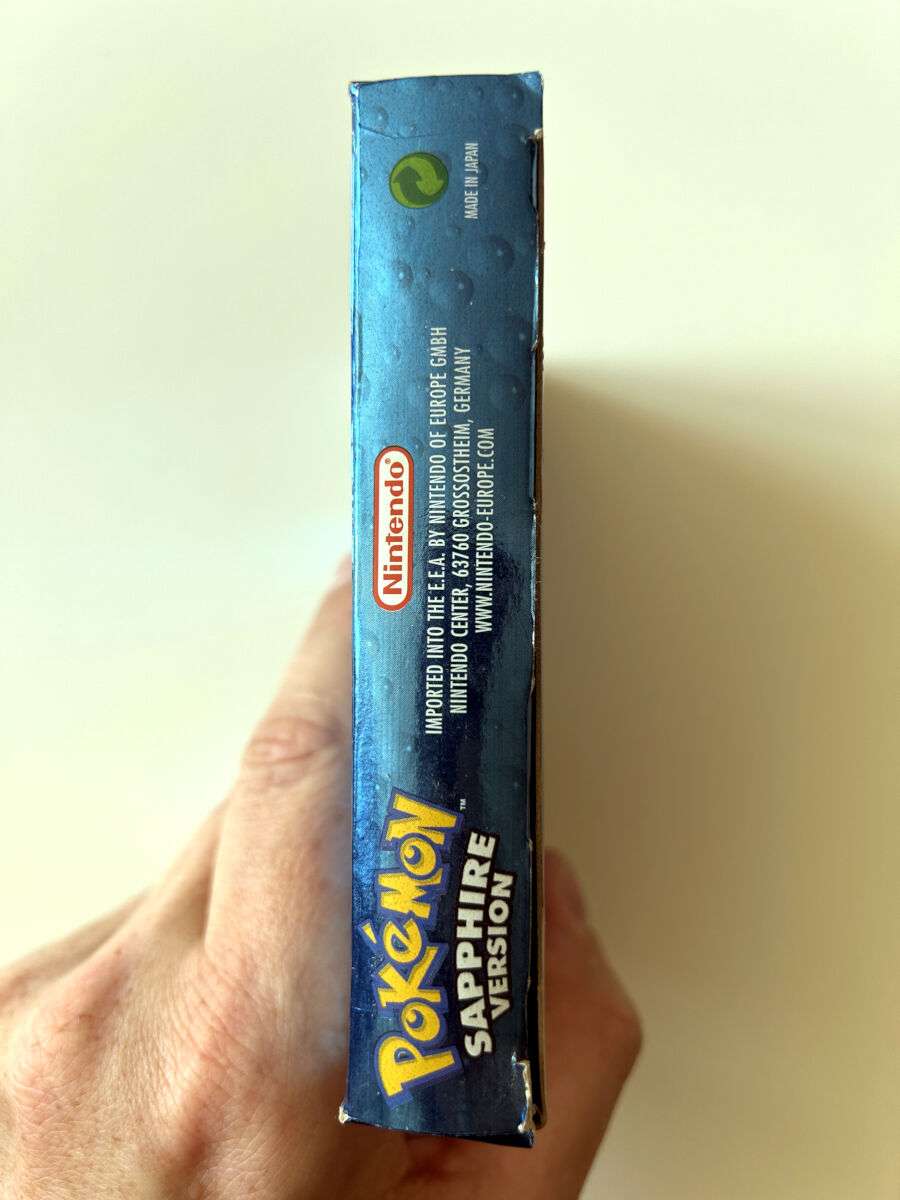 Pokémon™
SAPPHIRE
VERSION
Nintendo®
IMPORTED INTO THE E.E.A. BY NINTENDO OF EUROPE GMBH
NINTENDO CENTER, 63760 GROSSOSTHEIM, GERMANY
WWW.NINTENDO-EUROPE.COM
MADE IN JAPAN